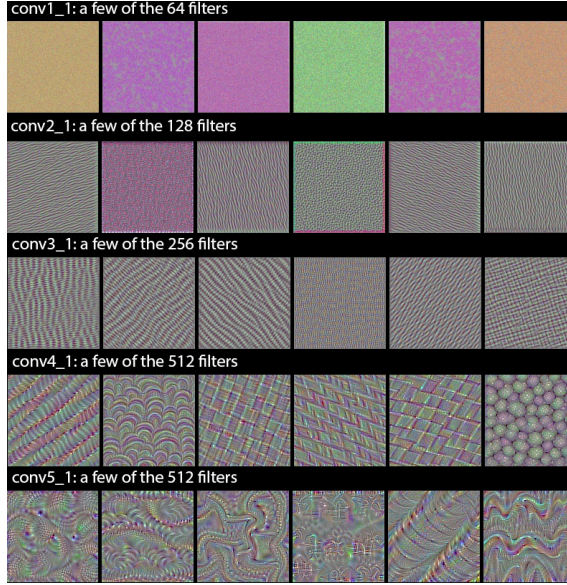 conv1_1: a few of the 64 filters
conv2_1: a few of the 128 filters
conv3_1: a few of the 256 filters
conv4_1: a few of the 512 filters
conv5_1: a few of the 512 filters